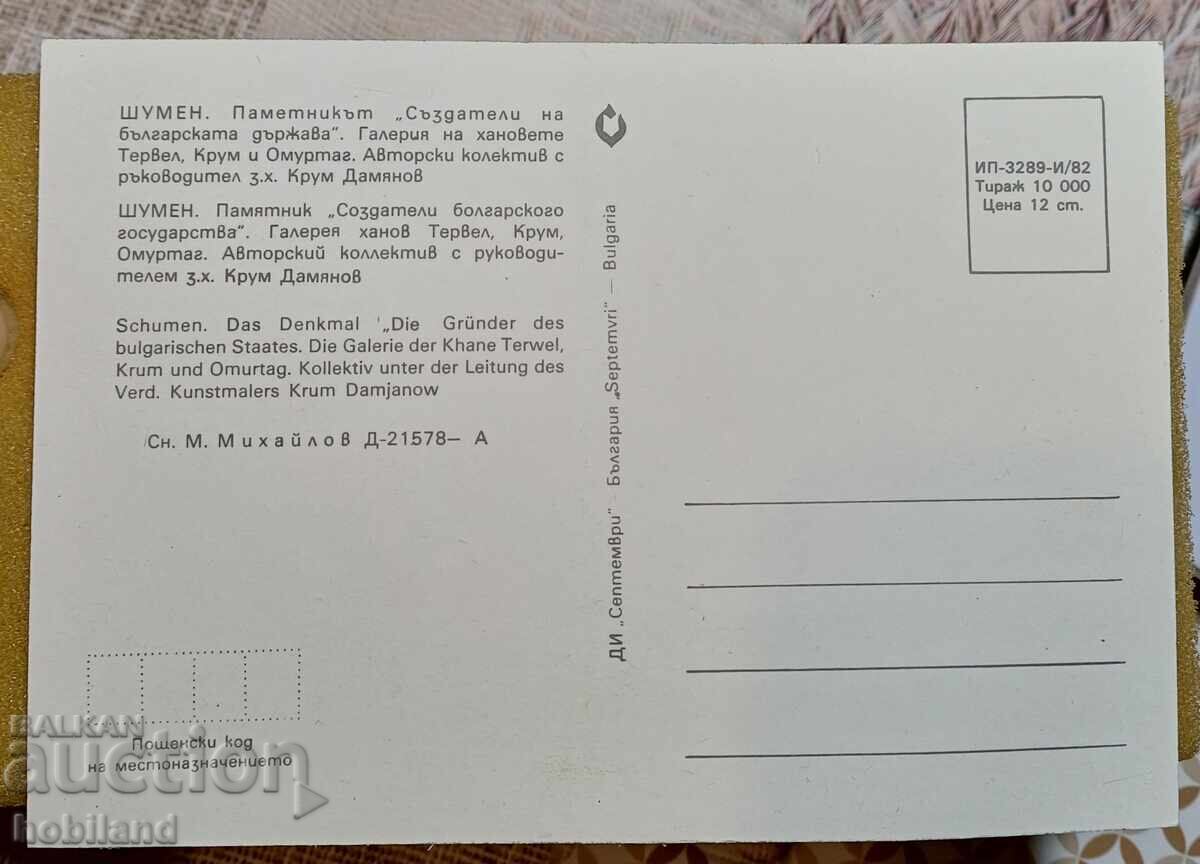 ШУМЕН. Паметникът „Създатели на
българската държава“. Галерия на хановете
Тервел, Крум и Омуртаг. Авторски колектив с
ръководител з.х. Крум Дамянов
ШУМЕН. Памятник „Создатели болгарского
государства“. Галерея ханов Тервел, Крум,
Омуртаг. Авторский коллектив с руководи-
телем з.х. Крум Дамянов
Schumen. Das Denkmal „Die Gründer des
bulgarischen Staates. Die Galerie der Khane Terwel,
Krum und Omurtag. Kollektiv unter der Leitung des
Verd. Kunstmalers Krum Damjanow
Сн. М. Михайлов Д-21578– А
Пощенски код
на местоназначението
ДИ „Септември“ – България „Septemvri“ – Bulgaria
ИП-3289-И/82
Тираж 10 000
Цена 12 ст.
BALKAN
auction
hobiland